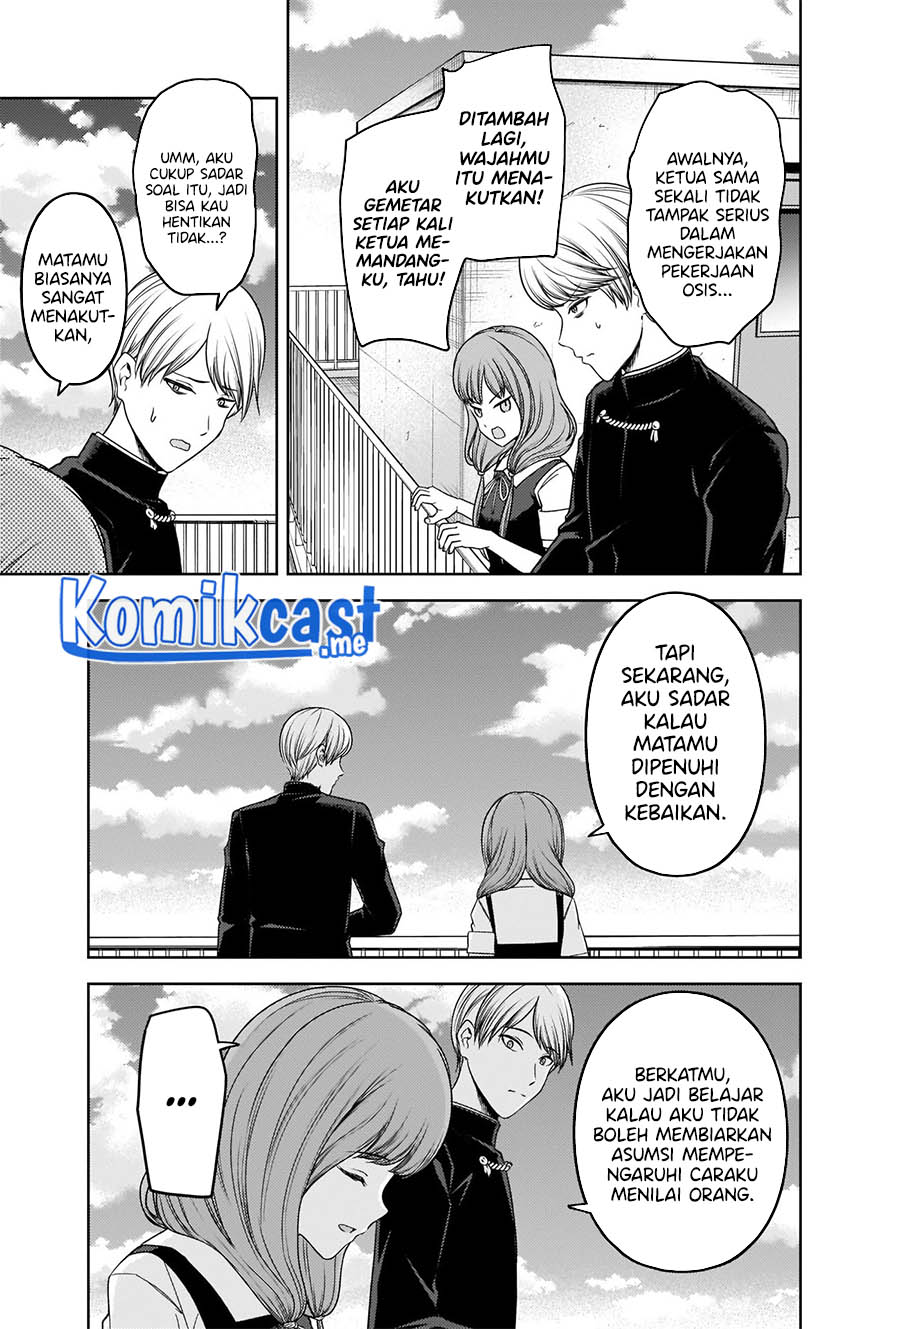 AWALNYA,
KETUA SAMA
SEKALI TIDAK
TAMPAK SERIUS
DALAM
MENGERJAKAN
PEKERJAAN
OSIS...
DITAMBAH
LAGI,
WAJAHMU
ITU MENA-
KUTKAN!
AKU
GEMETAR
SETIAP KALI
KETUA ME-
MANDANG-
KU, TAHU!
UMM, AKU
CUKUP SADAR
SOAL ITU, JADI
BISA KAU
HENTIKAN
TIDAK...?
MATAMU
BIASANYA
SANGAT
MENAKUT-
KAN,
Komikcast
.me
TAPI
SEKARANG,
AKU SADAR
KALAU
MATAMU
DIPENUHI
DENGAN
KEBAIKAN.
BERKATMU,
AKU JADI BELAJAR
KALAU AKU TIDAK
BOLEH MEMBIARKAN
ASUMSI MEMPE-
NGARUHI CARAKU
MENILAI ORANG.
...